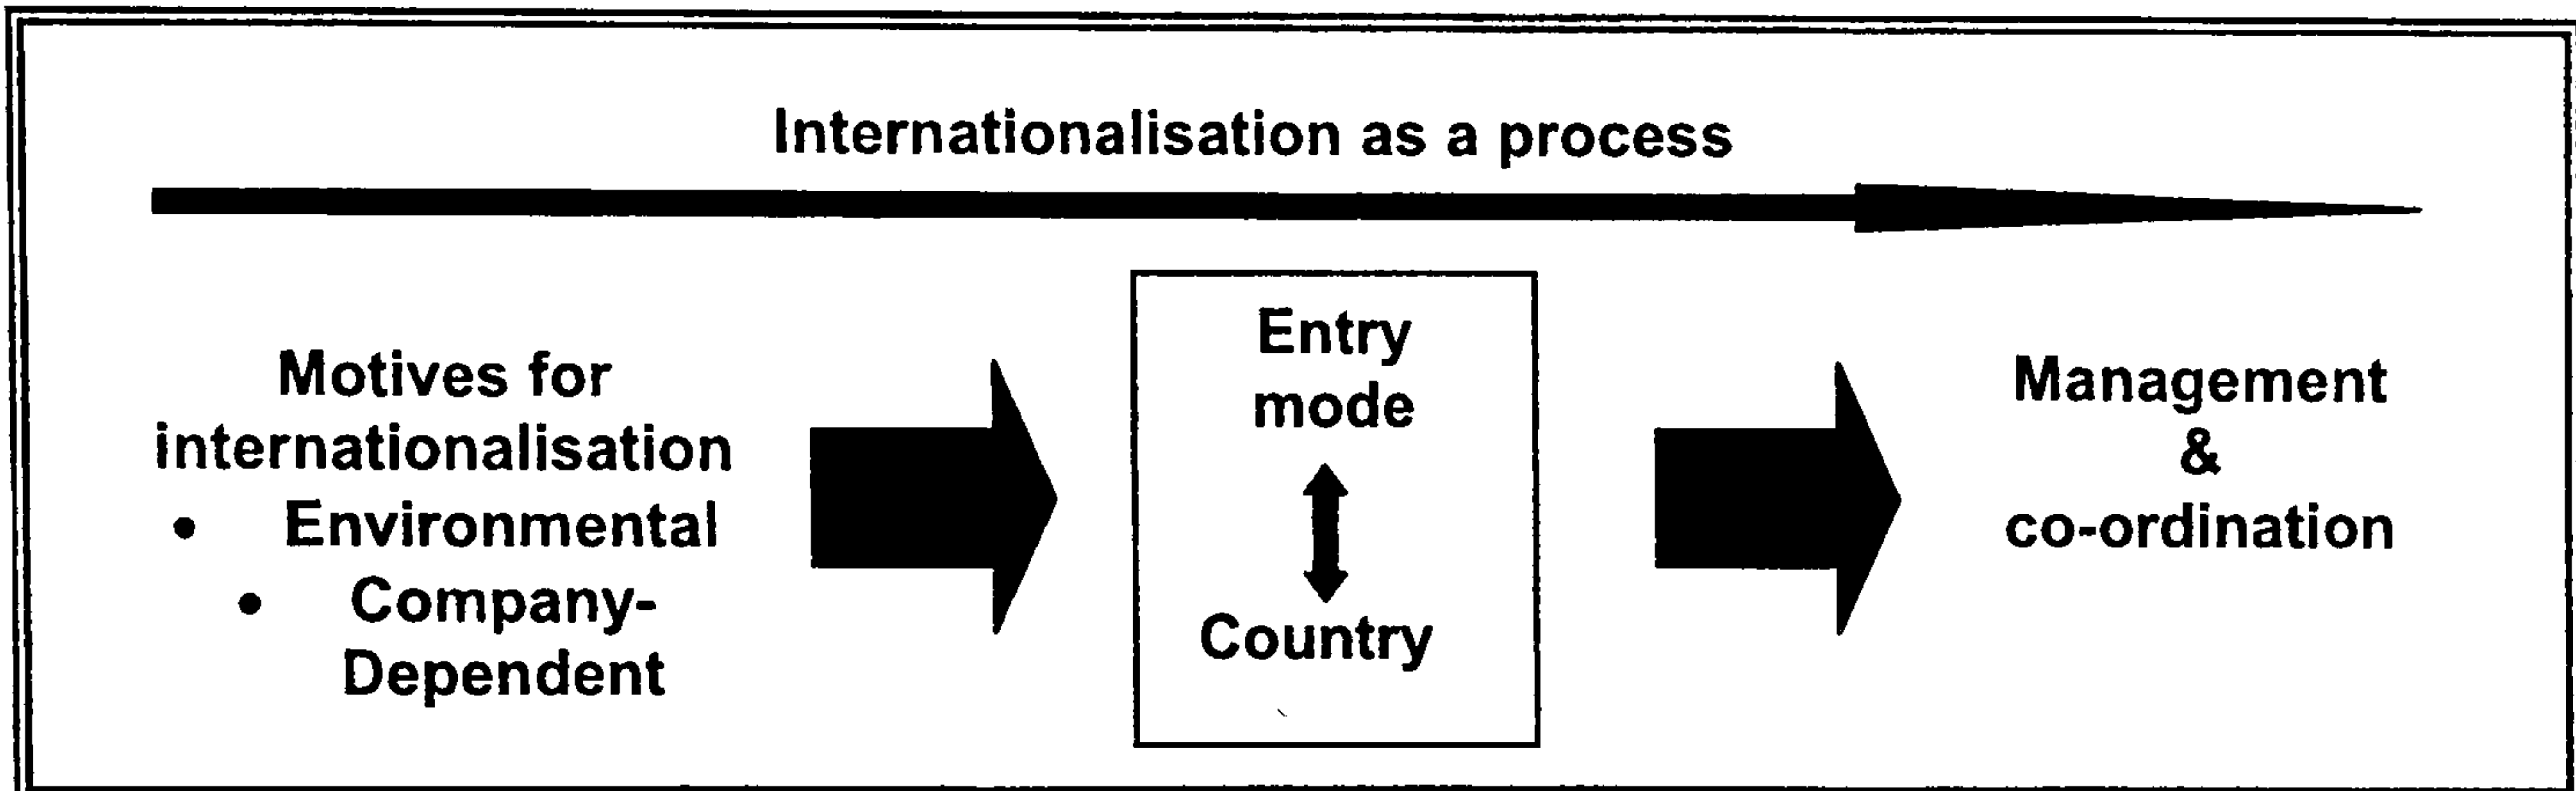 Internationalisation as a process
Motives for
internationalisation
• Environmental
• Company-
Dependent
Entry
mode
Country
Management
&
co-ordination